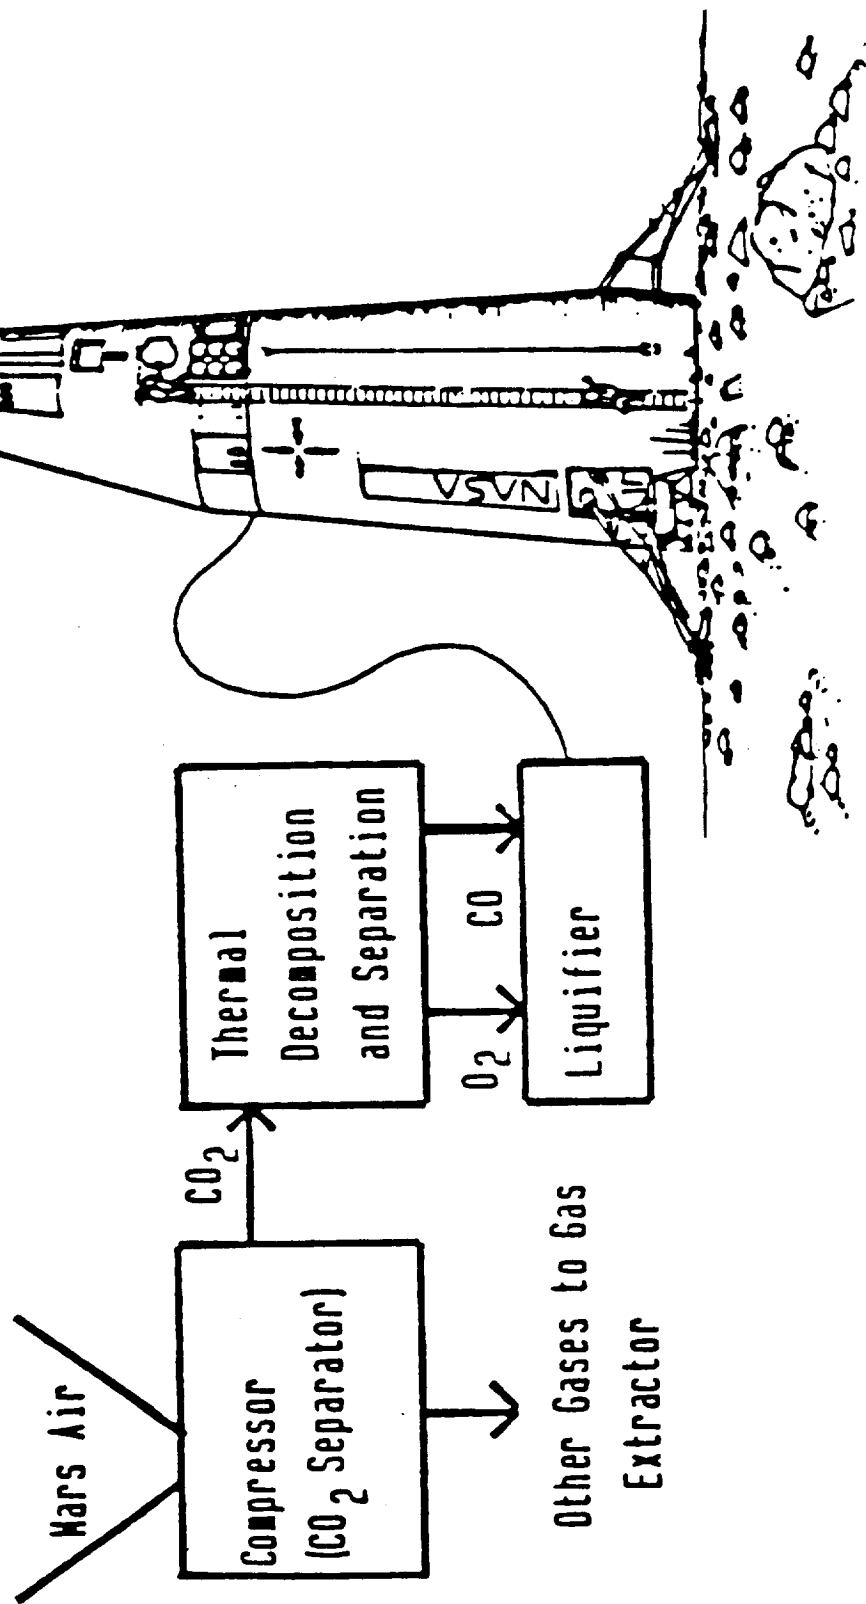 Mars Air
Compressor
(CO₂ Separator)
Other Gases to Gas
Extractor
CO₂
Thermal
Decomposition
and Separation
O₂
CO
Liquifier
NASA